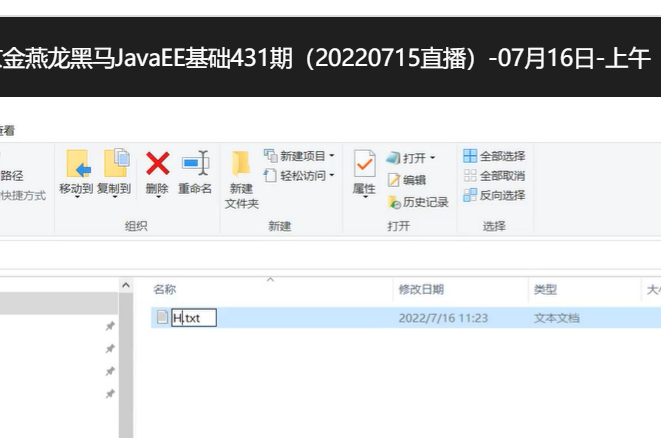 金燕龙黑马JavaEE基础431期（20220715直播）-07月16日-上午
查看
路径
快捷方式
移动到 复制到 删除 重命名
组织
新建
文件夹
新建项目
轻松访问
新建
属性
打开
编辑
历史记录
打开
全部选择
全部取消
反向选择
选择
名称 修改日期 类型 大小
H.txt 2022/7/16 11:23 文本文档